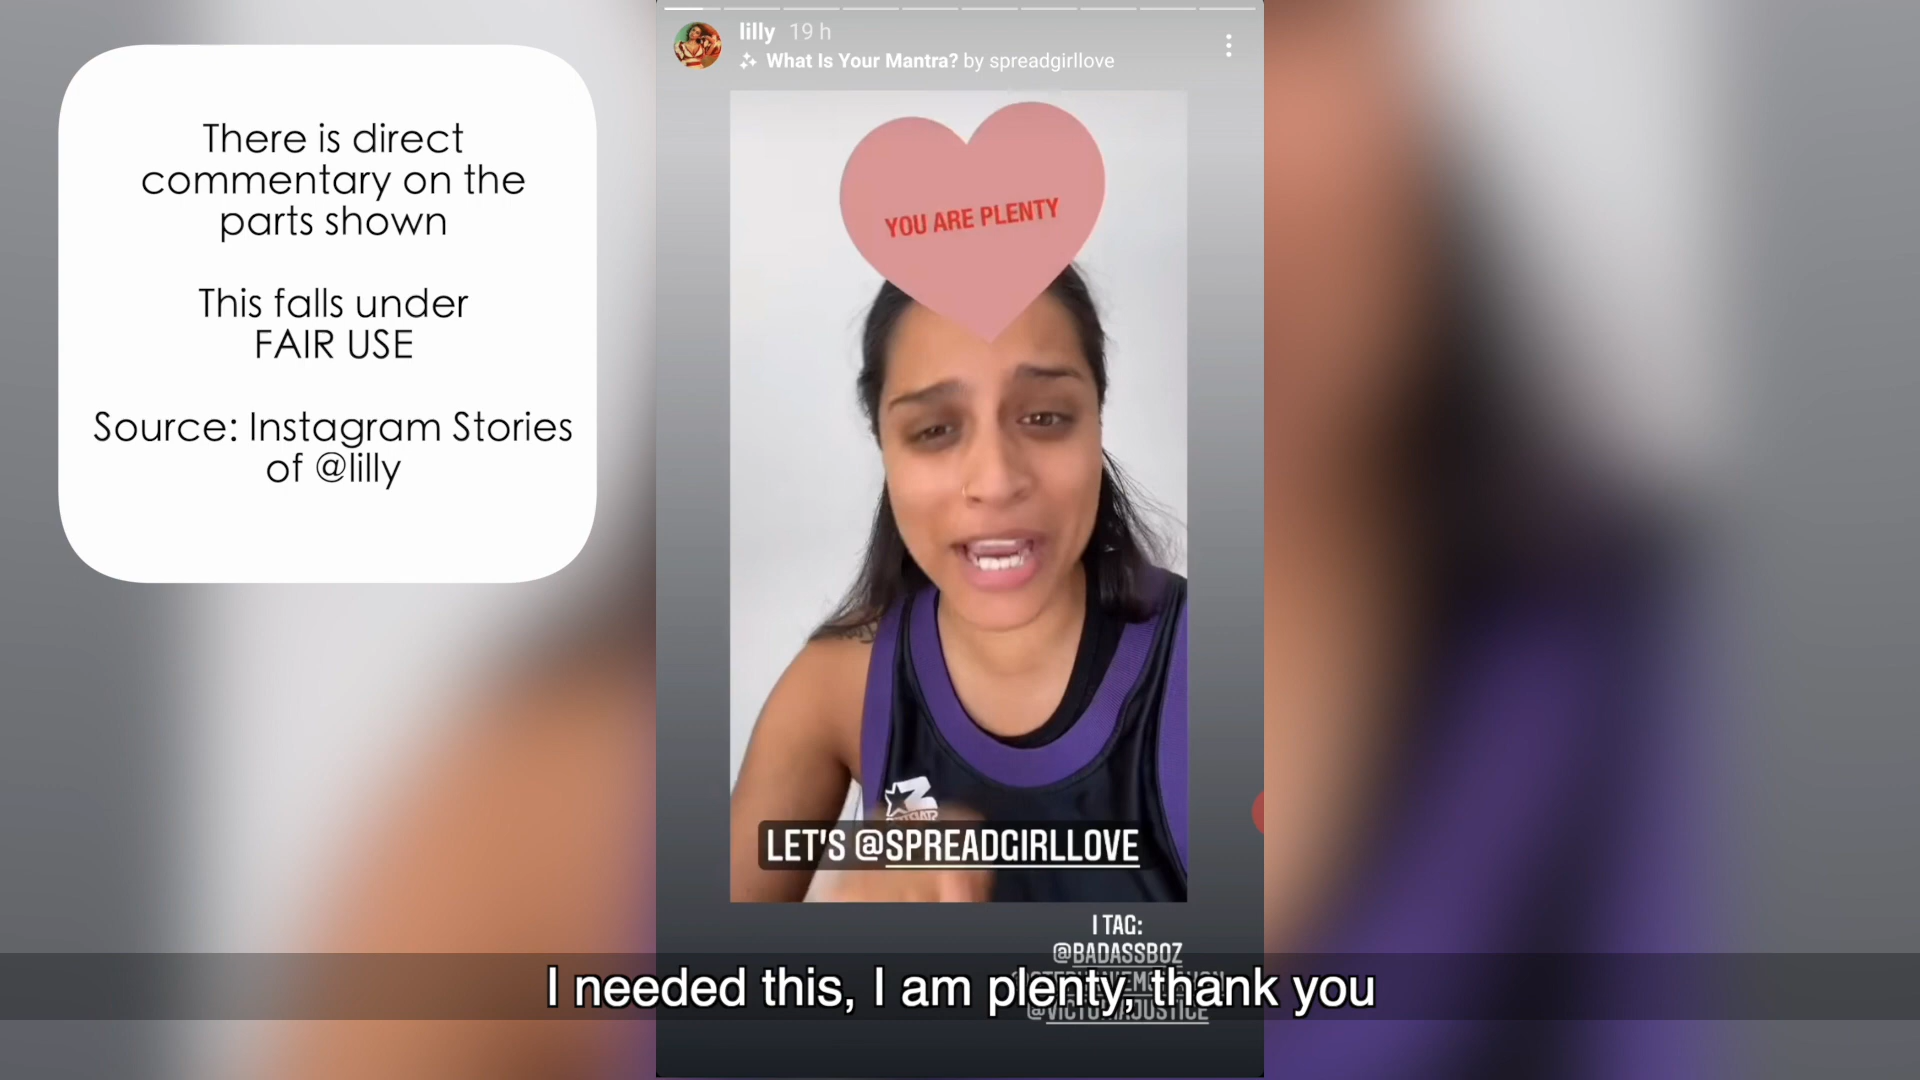 There is direct
commentary on the
parts shown
This falls under
FAIR USE
Source: Instagram Stories
of @lilly
lilly 19 h
What Is Your Mantra? by spreadgirllove
YOU ARE PLENTY
LET'S @SPREADGIRLLOVE
I TAG:
@BADASSBOZ
@VICTORIAJUSTICE
I needed this, I am plenty, thank you